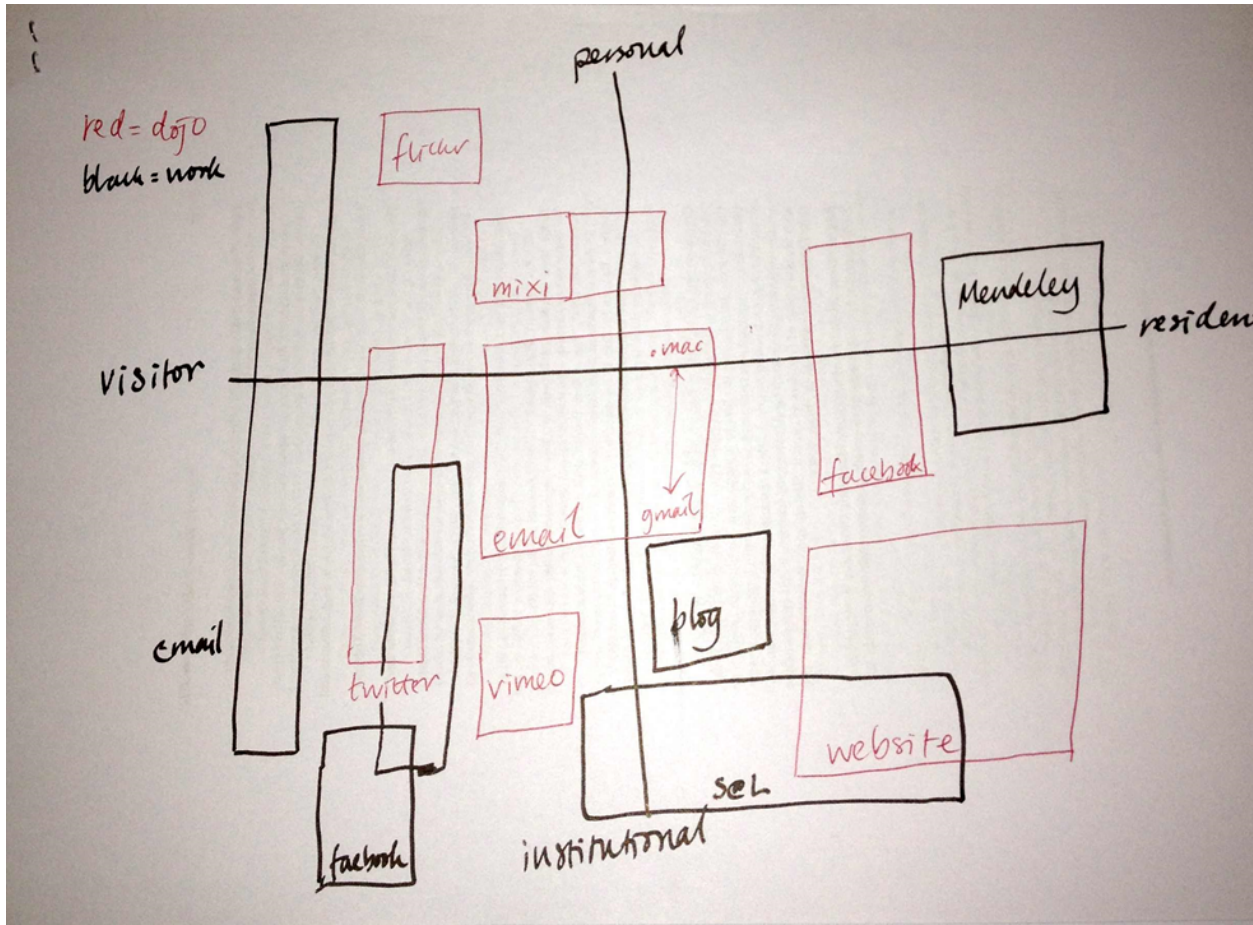 personal
red = dojo
black = work
flickr
mixi
.mac
Mendeley
residen
visitor
facebook
gmail
email
blog
email
twitter
vimeo
website
S@L
institutional
facebook